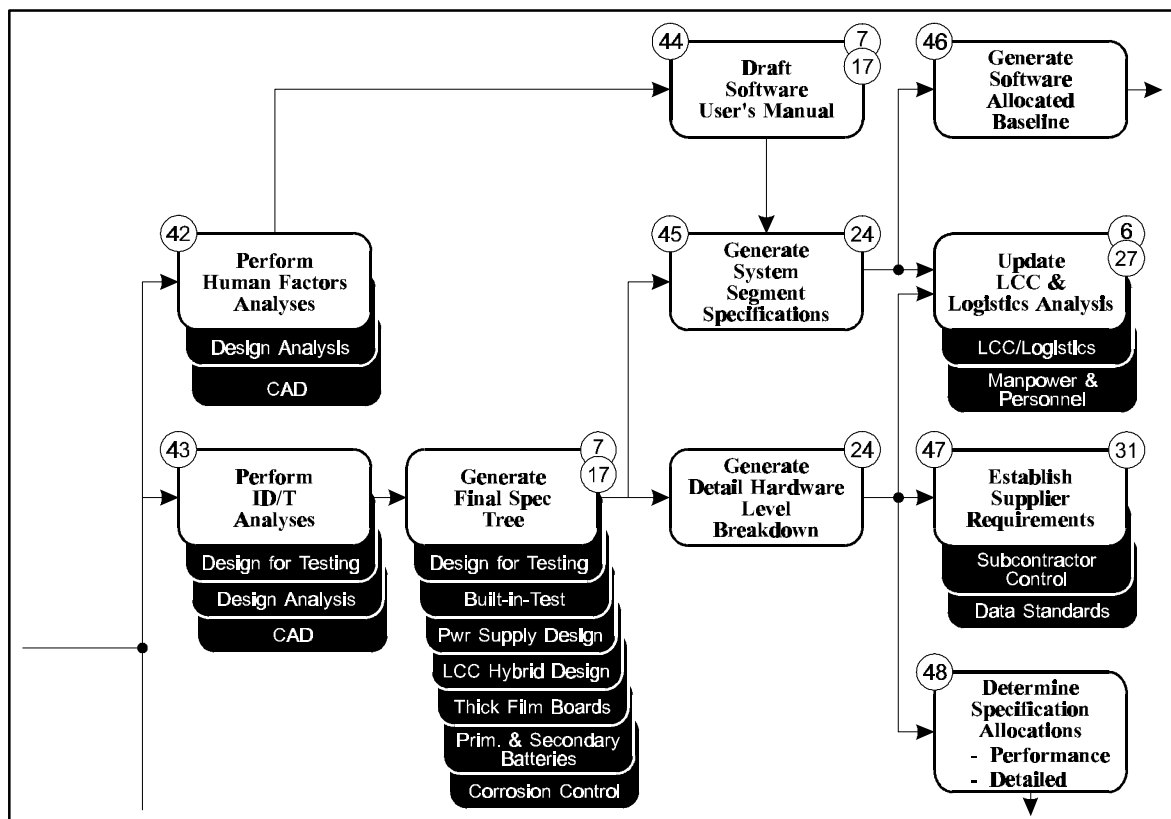 44
7
17
Draft
Software
User's Manual
46
Generate
Software
Allocated
Baseline
42
Perform
Human Factors
Analyses
Design Analysis
CAD
45
24
Generate
System
Segment
Specifications
6
27
Update
LCC &
Logistics Analysis
LCC/Logistics
Manpower &
Personnel
43
Perform
ID/T
Analyses
Design for Testing
Design Analysis
CAD
7
17
Generate
Final Spec
Tree
Design for Testing
Built-in-Test
Pwr Supply Design
LCC Hybrid Design
Thick Film Boards
Prim. & Secondary
Batteries
Corrosion Control
24
Generate
Detail Hardware
Level
Breakdown
47
31
Establish
Supplier
Requirements
Subcontractor
Control
Data Standards
48
Determine
Specification
Allocations
- Performance
- Detailed